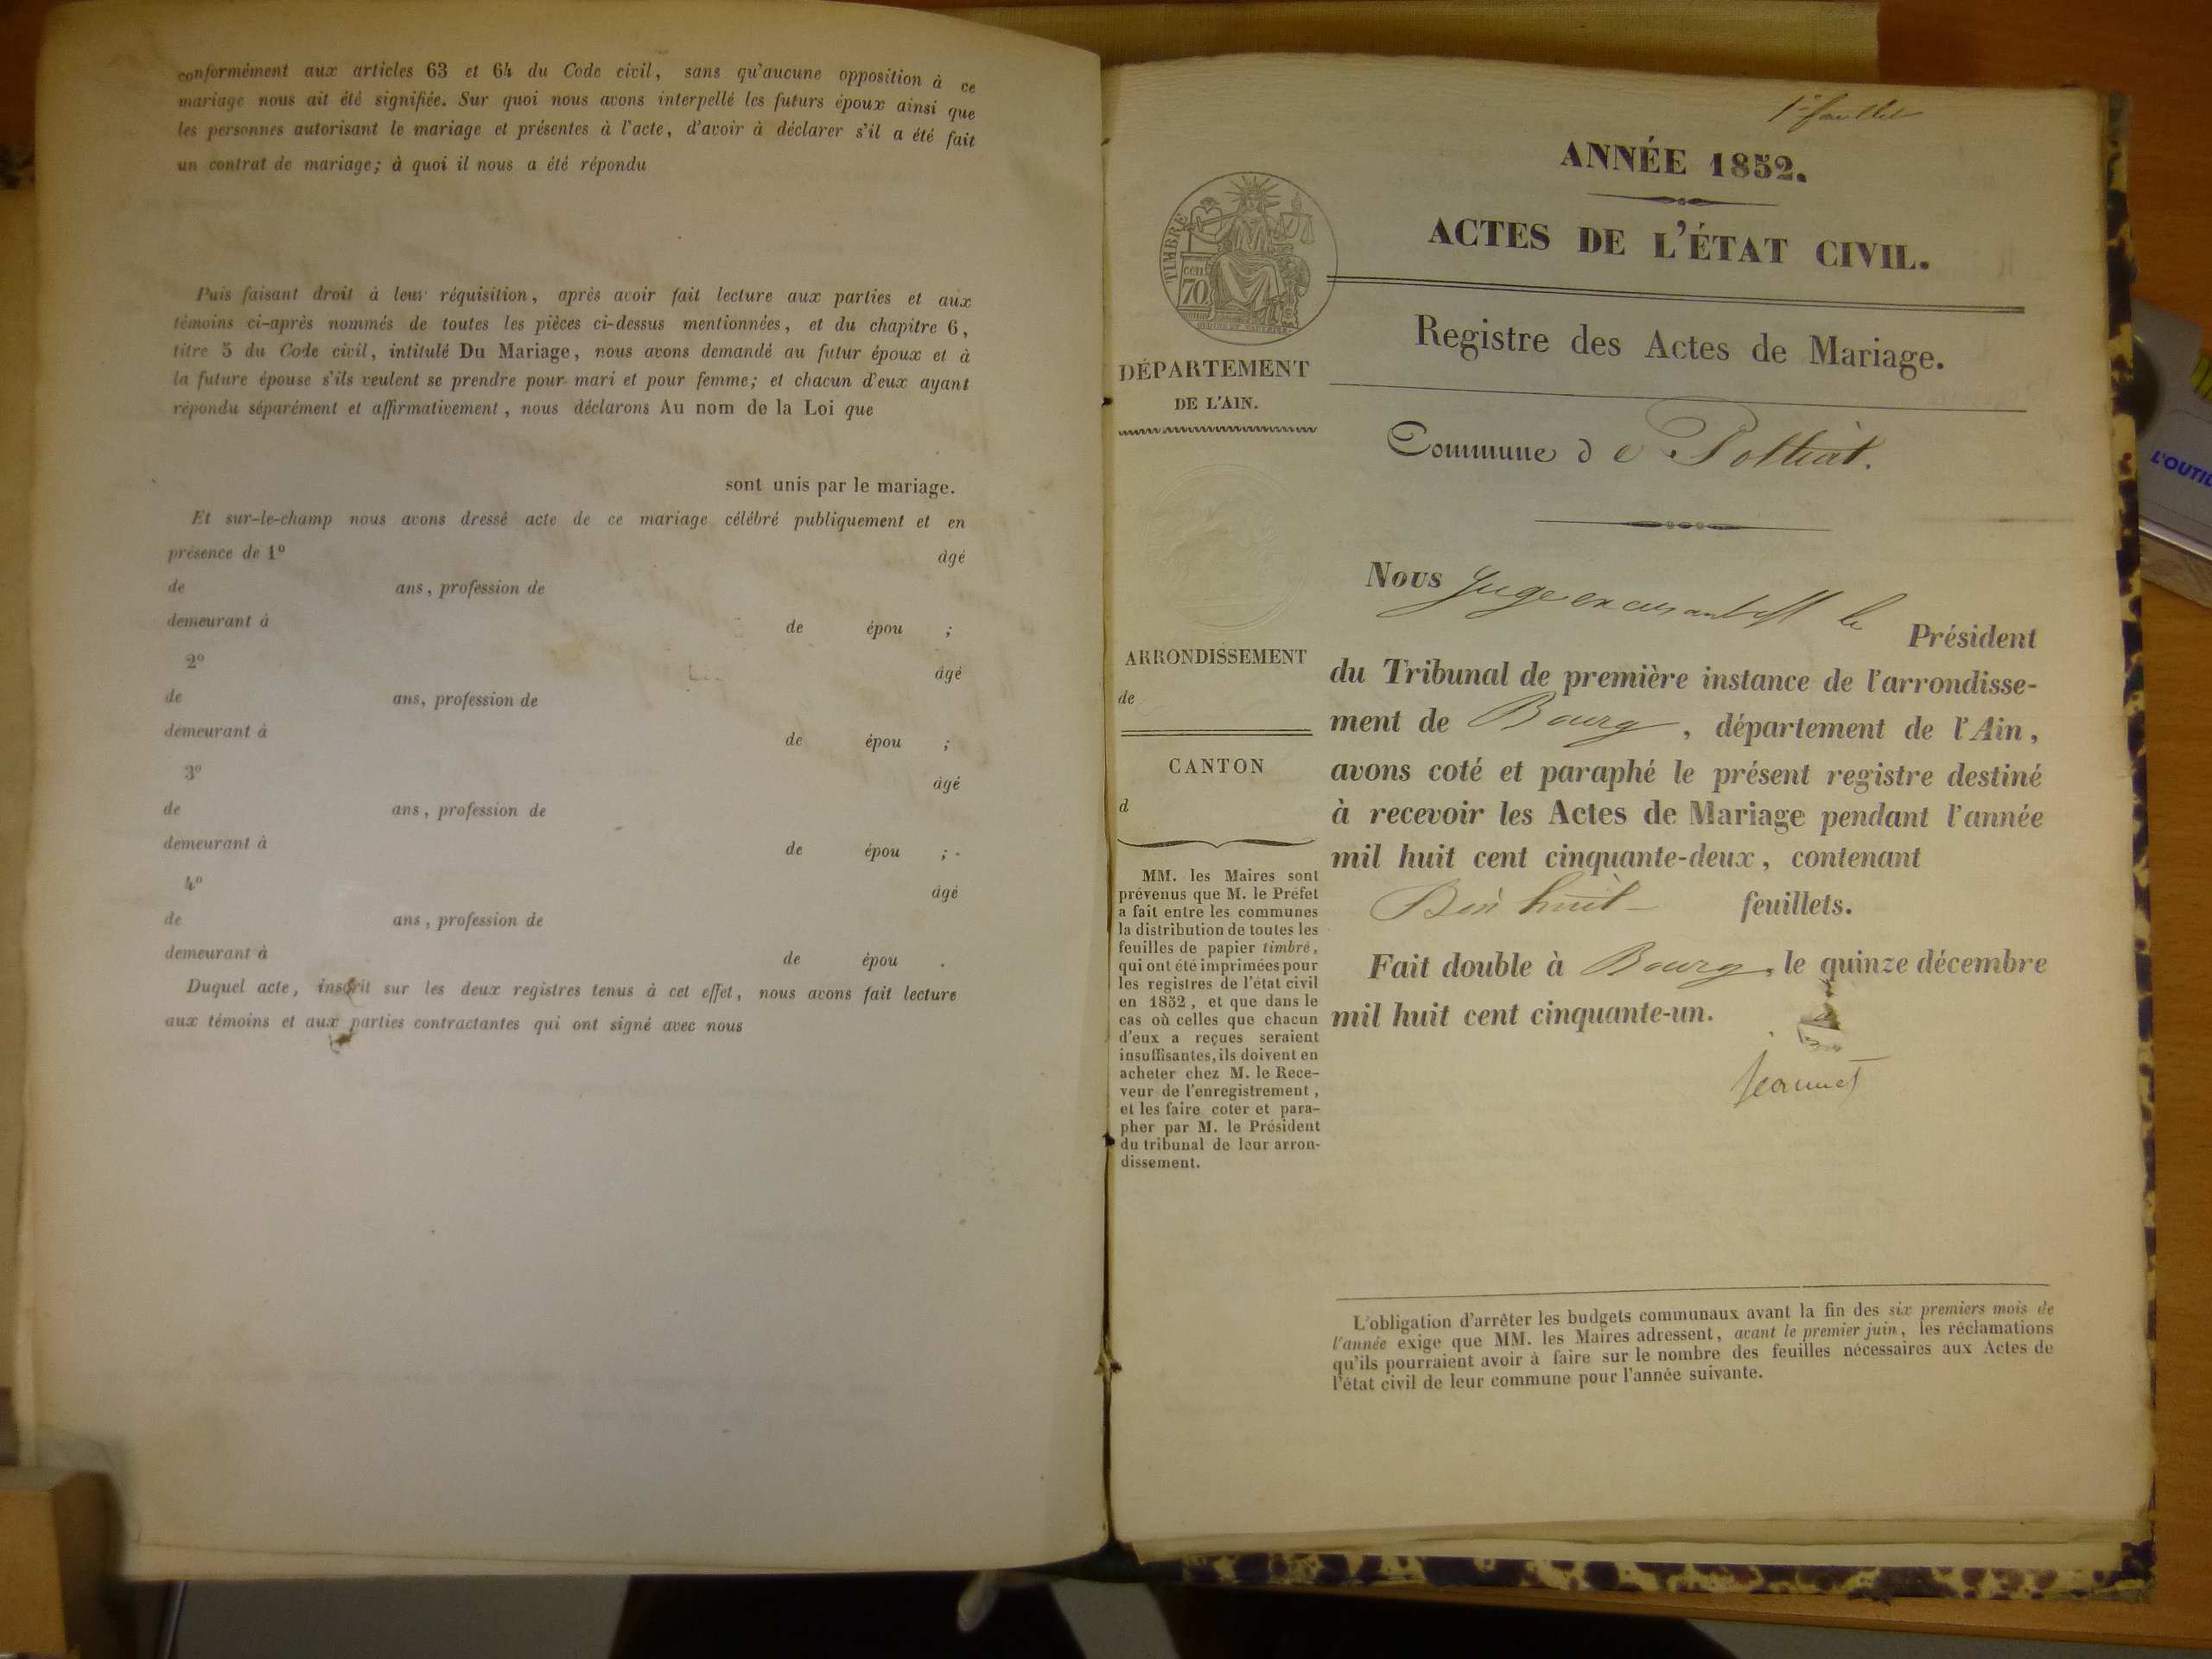 conformément aux articles 63 et 64 du Code civil, sans qu'aucune opposition à ce
mariage nous ait été signifiée. Sur quoi nous avons interpellé les futurs époux ainsi que
les personnes autorisant le mariage et présentes à l'acte, d'avoir à déclarer s'il a été fait
un contrat de mariage; à quoi il nous a été répondu
Puis faisant droit à leur réquisition, après avoir fait lecture aux parties et aux
témoins ci-après nommés de toutes les pièces ci-dessus mentionnées, et du chapitre 6,
titre 5 du Code civil, intitulé Du Mariage, nous avons demandé au futur époux et à
la future épouse s'ils veulent se prendre pour mari et pour femme; et chacun d'eux ayant
répondu séparément et affirmativement, nous déclarons Au nom de la Loi que
sont unis par le mariage.
Et sur-le-champ nous avons dressé acte de ce mariage célébré publiquement et en
présence de 1º âgé
de ans, profession de
demeurant à de épou ;
2º âgé
de ans, profession de
demeurant à de épou ;
3º âgé
de ans, profession de
demeurant à de épou ;
4º âgé
de ans, profession de
demeurant à de épou .
Duquel acte, inscrit sur les deux registres tenus à cet effet, nous avons fait lecture
aux témoins et aux parties contractantes qui ont signé avec nous
1er feuillet
ANNÉE 1852.
ACTES DE L'ÉTAT CIVIL.
Registre des Actes de Mariage.
Commune de Polliat.
TIMBRE
cent
70
DÉPARTEMENT
DE L'AIN.
ARRONDISSEMENT
de
CANTON
d
MM. les Maires sont
prévenus que M. le Préfet
a fait entre les communes
la distribution de toutes les
feuilles de papier timbré,
qui ont été imprimées pour
les registres de l'état civil
en 1852, et que dans le
cas où celles que chacun
d'eux a reçues seraient
insuffisantes, ils doivent en
acheter chez M. le Rece-
veur de l'enregistrement,
et les faire coter et para-
pher par M. le Président
du tribunal de leur arron-
dissement.
Nous Juge le Président
du Tribunal de première instance de l'arrondisse-
ment de Bourg, département de l'Ain,
avons coté et paraphé le présent registre destiné
à recevoir les Actes de Mariage pendant l'année
mil huit cent cinquante-deux, contenant
Dix huit feuillets.
Fait double à Bourg, le quinze décembre
mil huit cent cinquante-un.
Jeannet
L'obligation d'arrêter les budgets communaux avant la fin des six premiers mois de
l'année exige que MM. les Maires adressent, avant le premier juin, les réclamations
qu'ils pourraient avoir à faire sur le nombre des feuilles nécessaires aux Actes de
l'état civil de leur commune pour l'année suivante.
L'OUTIL